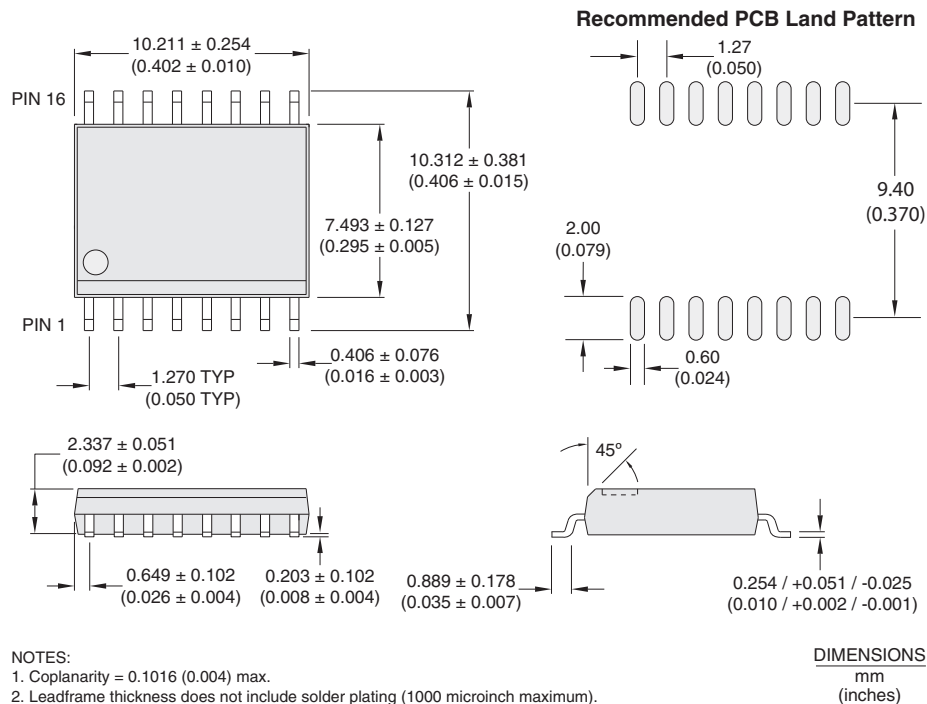 Recommended PCB Land Pattern
10.211 ± 0.254
(0.402 ± 0.010)
1.27
(0.050)
PIN 16
10.312 ± 0.381
(0.406 ± 0.015)
7.493 ± 0.127
(0.295 ± 0.005)
9.40
(0.370)
2.00
(0.079)
PIN 1
0.406 ± 0.076
(0.016 ± 0.003)
1.270 TYP
(0.050 TYP)
0.60
(0.024)
2.337 ± 0.051
(0.092 ± 0.002)
45º
0.649 ± 0.102
(0.026 ± 0.004)
0.203 ± 0.102
(0.008 ± 0.004)
0.889 ± 0.178
(0.035 ± 0.007)
0.254 / +0.051 / -0.025
(0.010 / +0.002 / -0.001)
NOTES:
1. Coplanarity = 0.1016 (0.004) max.
2. Leadframe thickness does not include solder plating (1000 microinch maximum).
DIMENSIONS
mm
(inches)